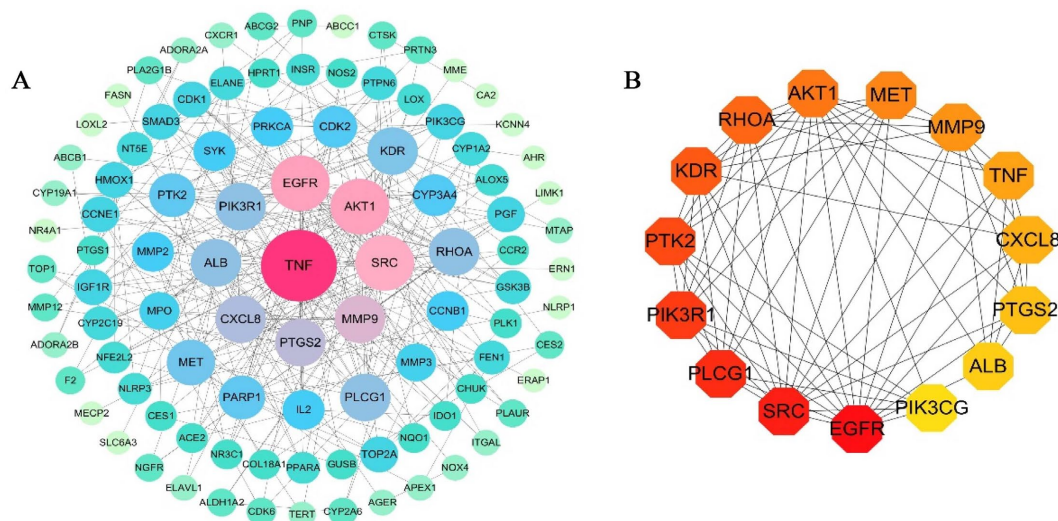 A
B
PNP
ABCC1
ABCG2
CXCR1
CTSK
ADORA2A
PRTN3
PLA2G1B
ELANE
HPRT1
INSR
NOS2
PTPN6
MME
FASN
CDK1
LOX
CA2
LOXL2
SMAD3
PRKCA
CDK2
PIK3CG
KCNN4
ABCB1
NT5E
SYK
KDR
CYP1A2
AHR
CYP19A1
HMOX1
PTK2
PIK3R1
EGFR
AKT1
CYP3A4
ALOX5
LIMK1
NR4A1
CCNE1
PGF
MTAP
PTGS1
MMP2
ALB
TNF
SRC
RHOA
CCR2
TOP1
IGF1R
GSK3B
ERN1
MMP12
CYP2C19
MPO
CXCL8
MMP9
CCNB1
PLK1
NLRP1
ADORA2B
NFE2L2
MET
PTGS2
MMP3
FEN1
CES2
F2
NLRP3
PARP1
IL2
PLCG1
CHUK
ERAP1
MECP2
CES1
IDO1
PLAUR
SLC6A3
ACE2
NR3C1
COL18A1
PPARA
GUSB
TOP2A
NQO1
ITGAL
NGFR
NOX4
ELAVL1
ALDH1A2
CDK6
TERT
CYP2A6
AGER
APEX1
AKT1
MET
RHOA
MMP9
KDR
TNF
PTK2
CXCL8
PIK3R1
PTGS2
PLCG1
ALB
SRC
EGFR
PIK3CG